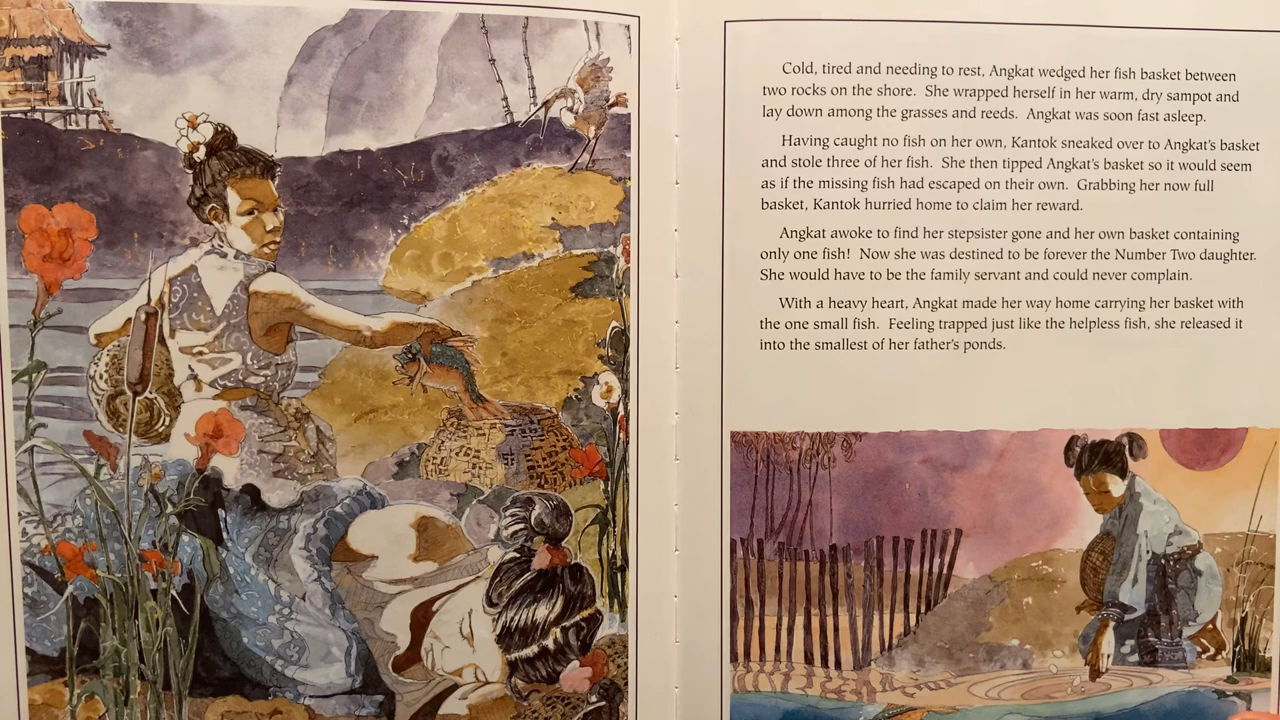 Cold, tired and needing to rest, Angkat wedged her fish basket between
two rocks on the shore. She wrapped herself in her warm, dry sampot and
lay down among the grasses and reeds. Angkat was soon fast asleep.
Having caught no fish on her own, Kantok sneaked over to Angkat's basket
and stole three of her fish. She then tipped Angkat's basket so it would seem
as if the missing fish had escaped on their own. Grabbing her now full
basket, Kantok hurried home to claim her reward.
Angkat awoke to find her stepsister gone and her own basket containing
only one fish! Now she was destined to be forever the Number Two daughter.
She would have to be the family servant and could never complain.
With a heavy heart, Angkat made her way home carrying her basket with
the one small fish. Feeling trapped just like the helpless fish, she released it
into the smallest of her father's ponds.